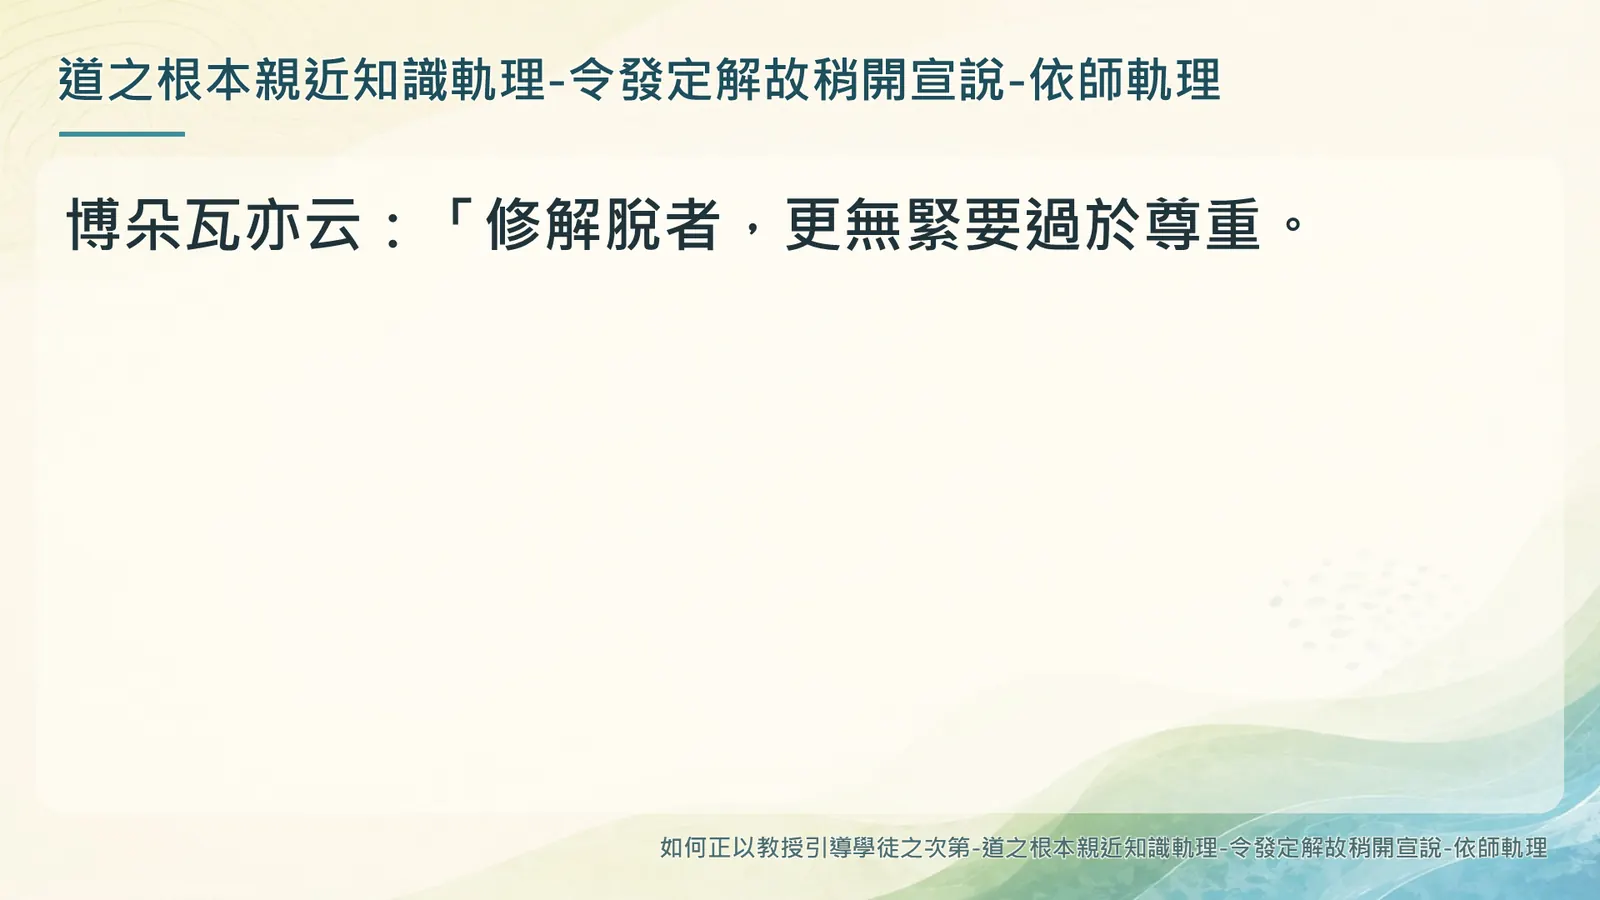 道之根本親近知識軌理-令發定解故稍開宣說-依師軌理
博朵瓦亦云：「修解脫者，更無緊要過於尊重。
如何正以教授引導學徒之次第-道之根本親近知識軌理-令發定解故稍開宣說-依師軌理